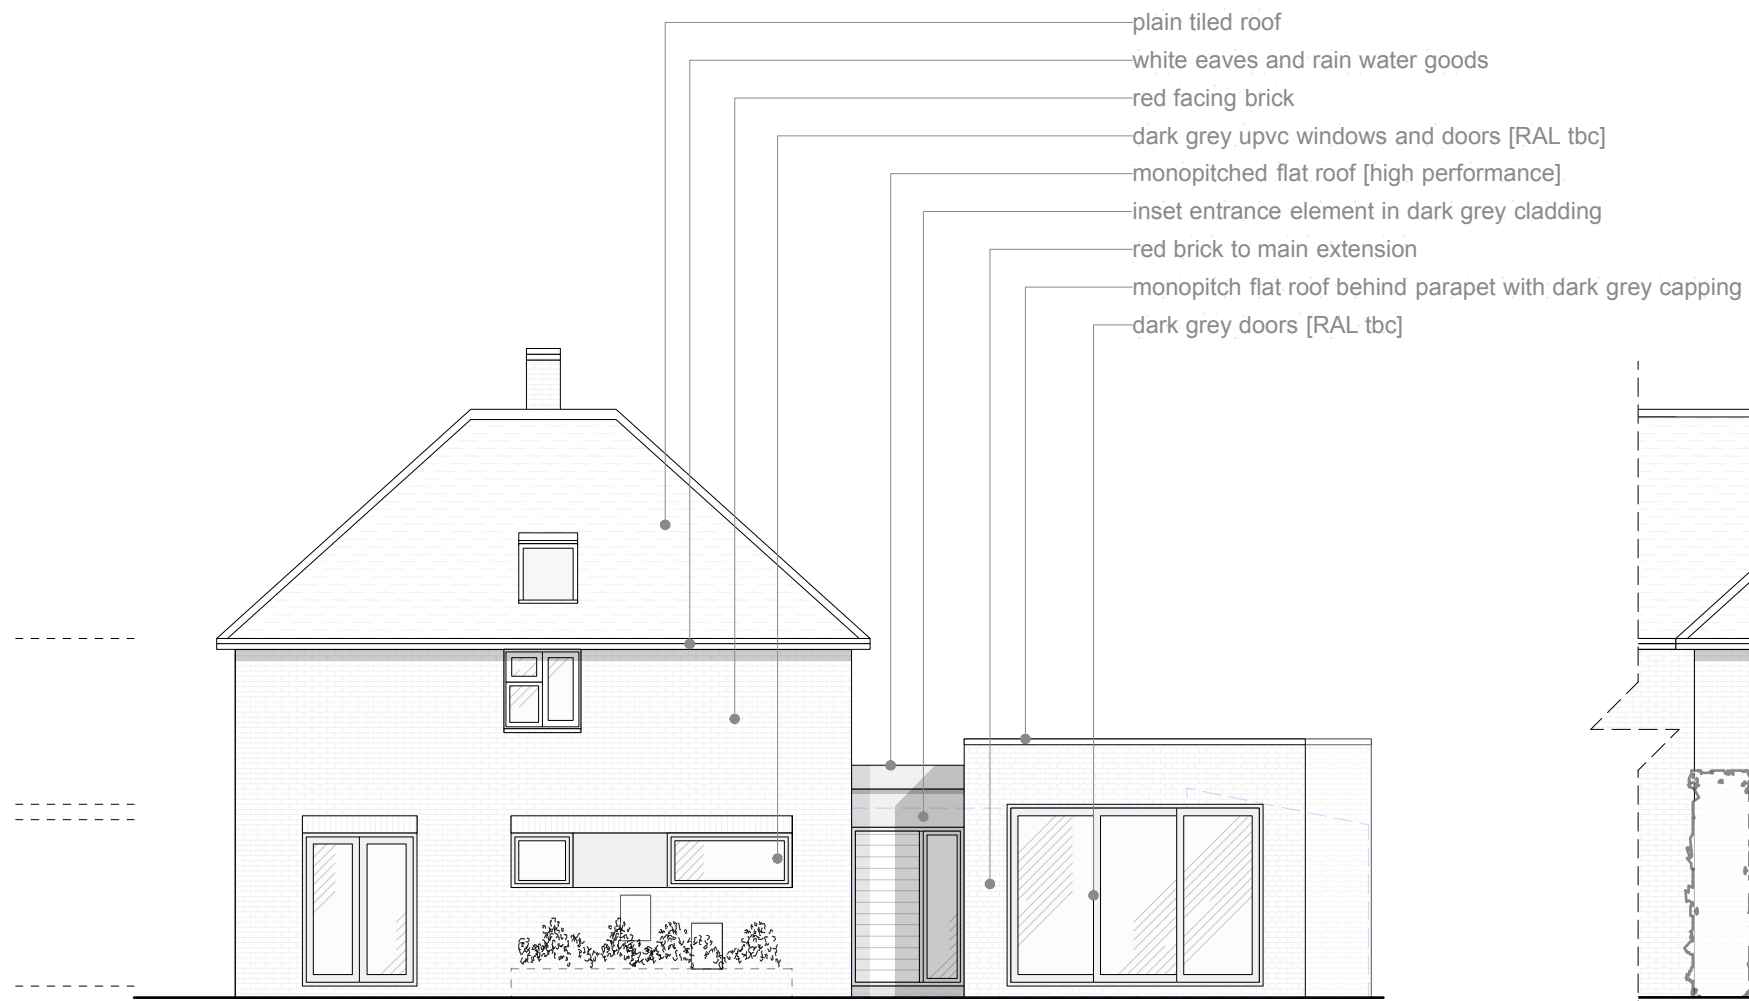 plain tiled roof
white eaves and rain water goods
red facing brick
dark grey upvc windows and doors [RAL tbc]
monopitched flat roof [high performance]
inset entrance element in dark grey cladding
red brick to main extension
monopitch flat roof behind parapet with dark grey capping
dark grey doors [RAL tbc]